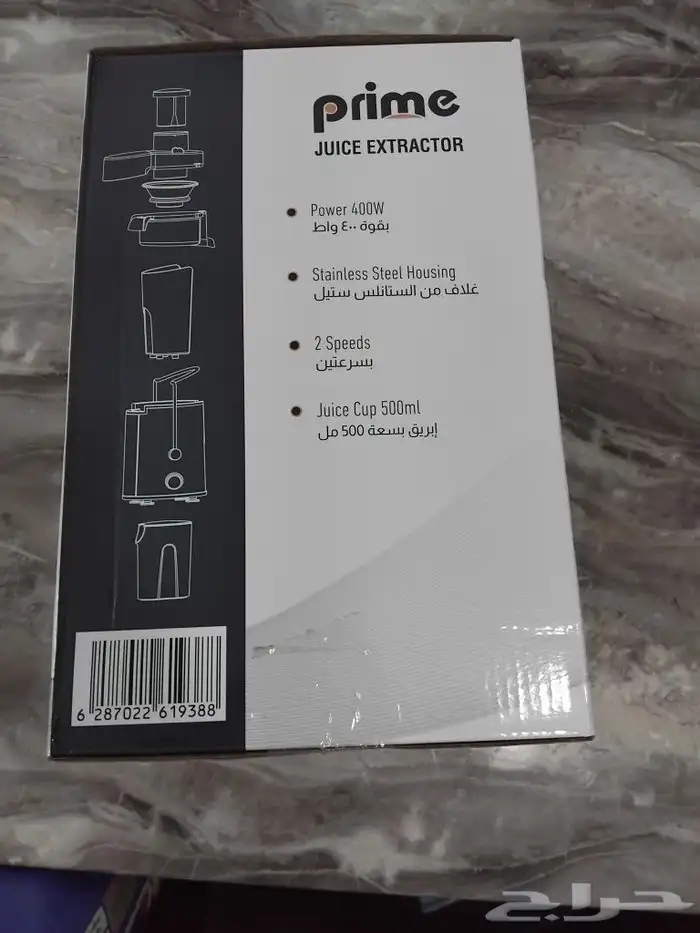 prime
JUICE EXTRACTOR
Power 400W
بقوة ٤٠٠ واط
Stainless Steel Housing
غلاف من الستانلس ستيل
2 Speeds
بسرعتين
Juice Cup 500ml
إبريق بسعة 500 مل
6 287022 619388
حراج